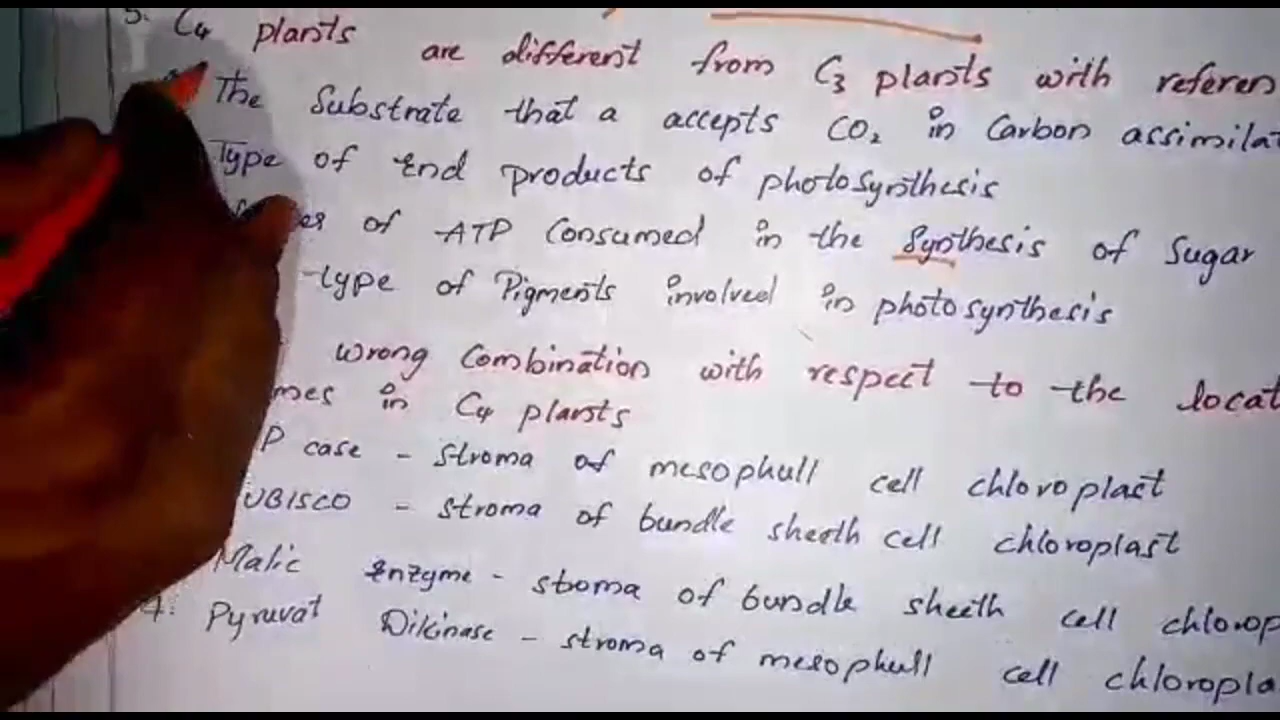 5. C4 plants are different from C3 plants with referen
The Substrate that a accepts CO2 in Carbon assimilat
Type of End products of photosynthesis
of ATP Consumed in the Synthesis of Sugar
type of Pigments involved in photosynthesis
wrong Combination with respect to the locat
mes in C4 plants
P case - stroma of mesophull cell chloroplast
UBISCO - stroma of bundle sheeth cell chloroplast
Malic Enzyme - stoma of bundle sheeth cell chlorop
4. Pyruvat Dikinase - stroma of mesophull cell chloropla